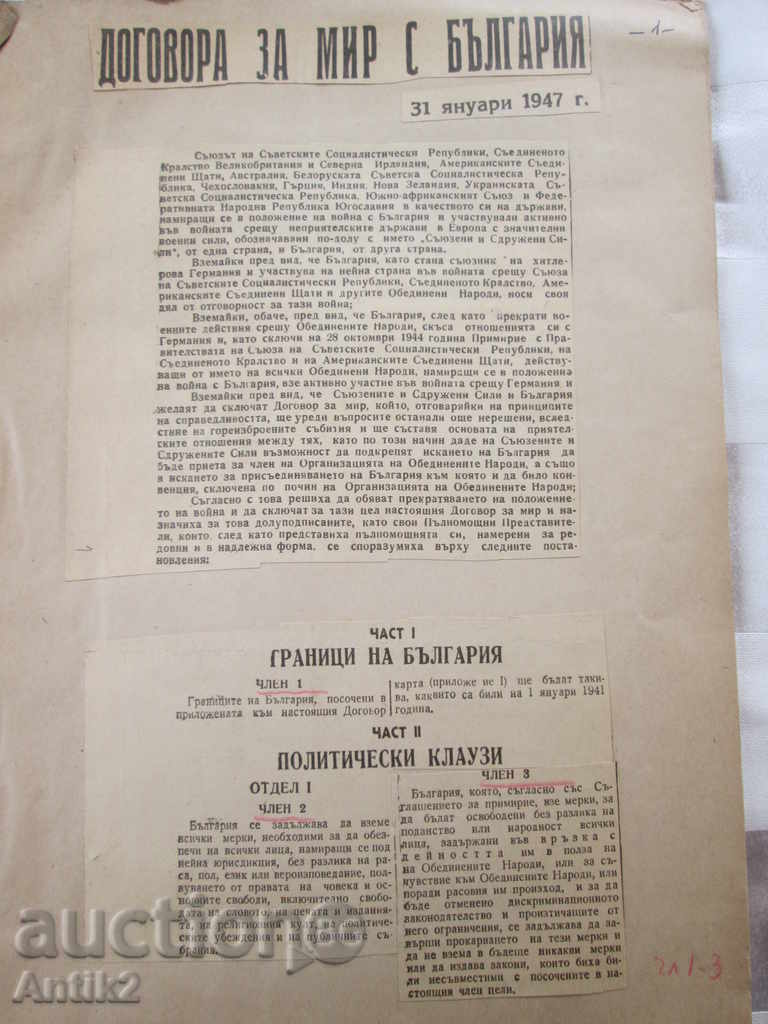 -1-
ДОГОВОРА ЗА МИР С БЪЛГАРИЯ
31 януари 1947 г.
Съюзът на Съветските Социалистически Републики, Съединеното
Кралство Великобритания и Северна Ирландия, Американските Съеди-
нени Щати, Австралия, Белоруската Съветска Социалистическа Репу-
блика, Чехословакия, Гърция, Индия, Нова Зеландия, Украинската Съ-
ветска Социалистическа Република, Южно-африканският Съюз и Феде-
ративната Народна Република Югославия в качеството си на държави,
намиращи се в положение на война с България и участвували активно
във войната срещу неприятелските държави в Европа с значителни
военни сили, обозначавани по-долу с името „Съюзени и Сдружени Си-
ли“, от една страна, и България, от друга страна.
Вземайки пред вид, че България, като стана съюзник на хитле-
рова Германия и участвува на нейна страна във войната срещу Съюза
на Съветските Социалистически Републики, Съединеното Кралство, Аме-
риканските Съединени Щати и другите Обединени Народи, носи своя
дял от отговорност за тази война;
Вземайки, обаче, пред вид, че България, след като прекрати во-
енните действия срещу Обединените Народи, скъса отношенията си с
Германия и, като сключи на 28 октомври 1944 година Примирие с Пра-
вителствата на Съюза на Съветските Социалистически Републики, на
Съединеното Кралство и на Американските Съединени Щати, действу-
ващи от името на всички Обединени Народи, намиращи се в положение
на война с България, взе активно участие във войната срещу Германия и
Вземайки пред вид, че Съюзените и Сдружени Сили и България
желаят да сключат Договор за мир, който, отговарйки на принципите
на справедливостта, ще уреди въпросите останали още нерешени, вследс-
ствие на гореизброените събизия и ще съставя основата на приятел-
ските отношения между тях, като по този начин даде на Съюзените и
Сдружените Сили възможност да подкрепят искането на България да
бъде приета за член на Организацията на Обединените Народи, а също
и искането за присъединяването на България към която и да било кон-
венция, сключена по почин на Организацията на Обединените Народи;
Съгласно с това решиха да обяват прекратяването на положение-
то на война и да сключат за тази цел настоящия Договор за мир и на-
значиха за това долуподписаните, като свои Пълномощни Представите-
ли, които, след като представиха пълномощията си, намерени за ре-
довни и в надлежна форма, се споразумяха върху следните поста-
новления:
ЧАСТ I
ГРАНИЦИ НА БЪЛГАРИЯ
ЧЛЕН 1
Границите на България, посочени в
приложената към настоящия Договор
карта (приложе ие I) ще бълат таки-
ва, каквито са били на 1 януари 1941
година.
ЧАСТ II
ПОЛИТИЧЕСКИ КЛАУЗИ
ОТДЕЛ I
ЧЛЕН 2
България се задължава да вземе
всички мерки, необходими за да обез-
печи на всички лица, намиращи се под
нейна юрисдикция, без разлика на ра-
са, пол, език или вероизповедание, пол-
зуването от правата на човека и ос-
новните свободи, включително свобо-
дата на словото, на печата и издания-
та, на религиозния култ, на политиче-
ските убеждения и на публичните съ-
брания.
ЧЛЕН 3
България, която, съгласно със Съ-
глашението за примирие, взе мерки, за
да бълат освободени без разлика на
поданство или народност всички
лица, задържани във връзка с
дейността им в полза на
на Обединените Народи, или за съ-
чувствие към Обединените Народи, или
поради расовия им произход, и за да
бъде отменено дискриминационното
законодателство и произтичащите от
него ограничения, се задължава да за-
върши прокарването на тези мерки и
да не взема в бъдеще никакви мерки
или да издава закони, които биха би-
ли несъвместими с посочените в на-
стоящия член цели.
чл 1-3
auctionata
Antik2